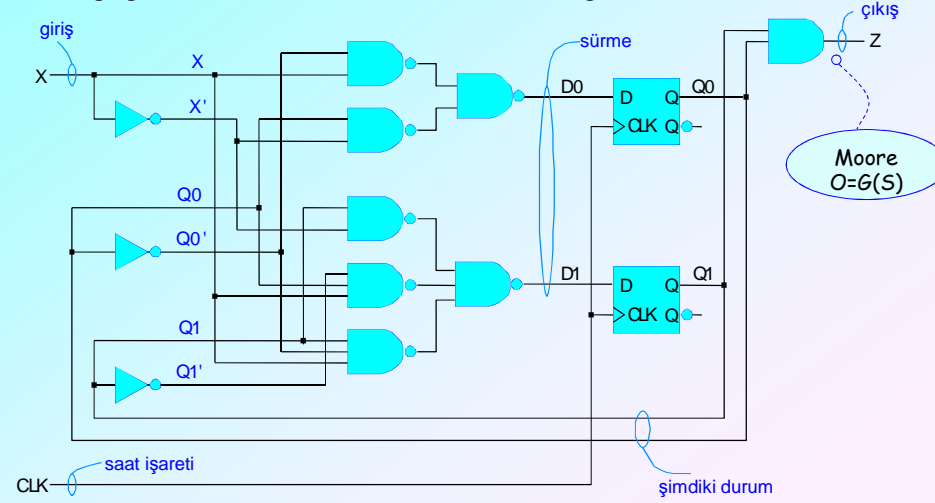 giriş
çıkış
sürme
X
X
Z
D0
D
Q
Q0
CLK
Q
X'
Moore
O=G(S)
Q0
Q0'
D1
D
Q
Q1
CLK
Q
Q1
Q1'
saat işareti
CLK
şimdiki durum